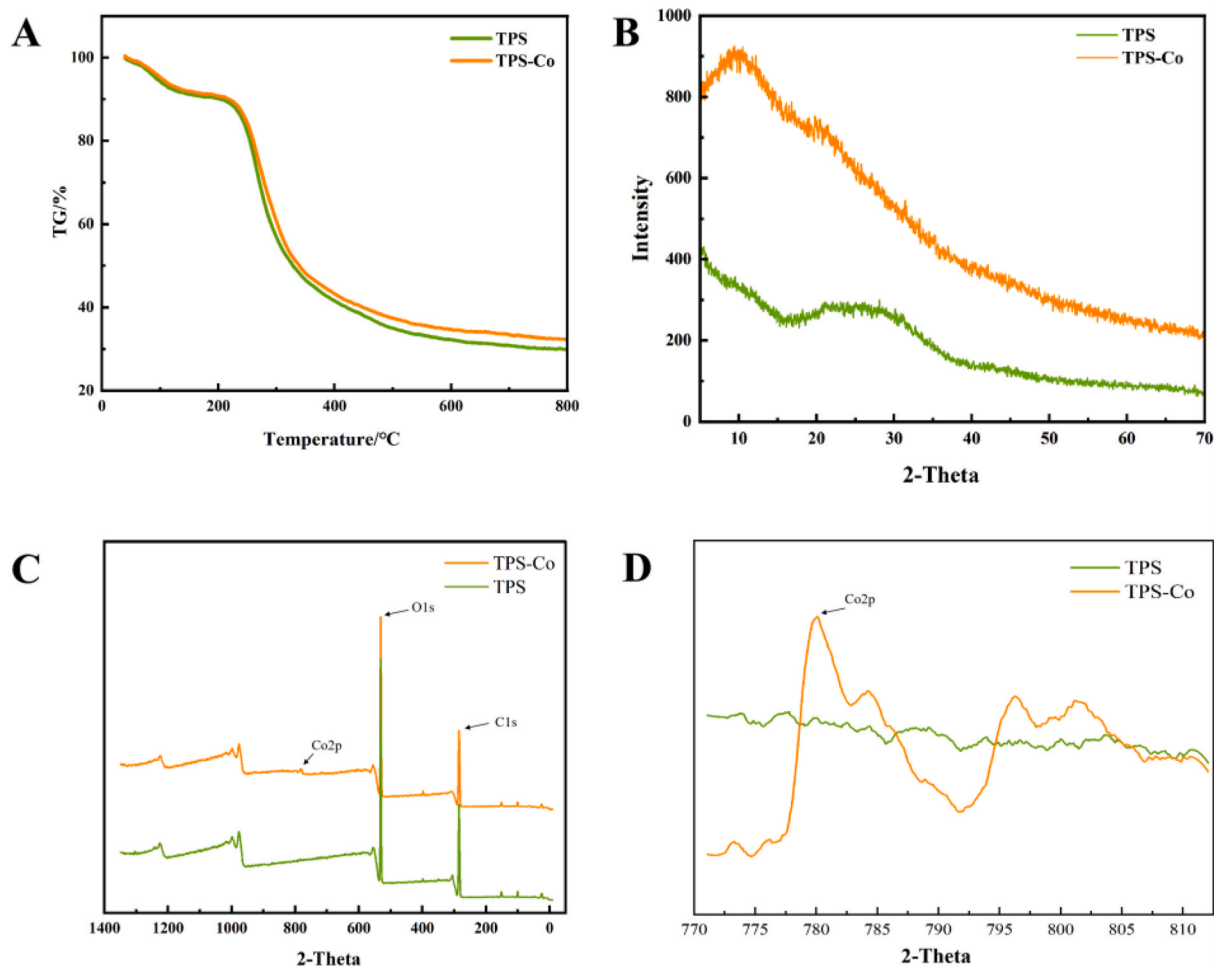 A
TPS
TPS-Co
100
80
60
40
20
TG/%
0 200 400 600 800
Temperature/°C
B
TPS
TPS-Co
1000
800
600
400
200
0
Intensity
10 20 30 40 50 60 70
2-Theta
C
TPS-Co
TPS
O1s
C1s
Co2p
1400 1200 1000 800 600 400 200 0
2-Theta
D
TPS
TPS-Co
Co2p
770 775 780 785 790 795 800 805 810
2-Theta